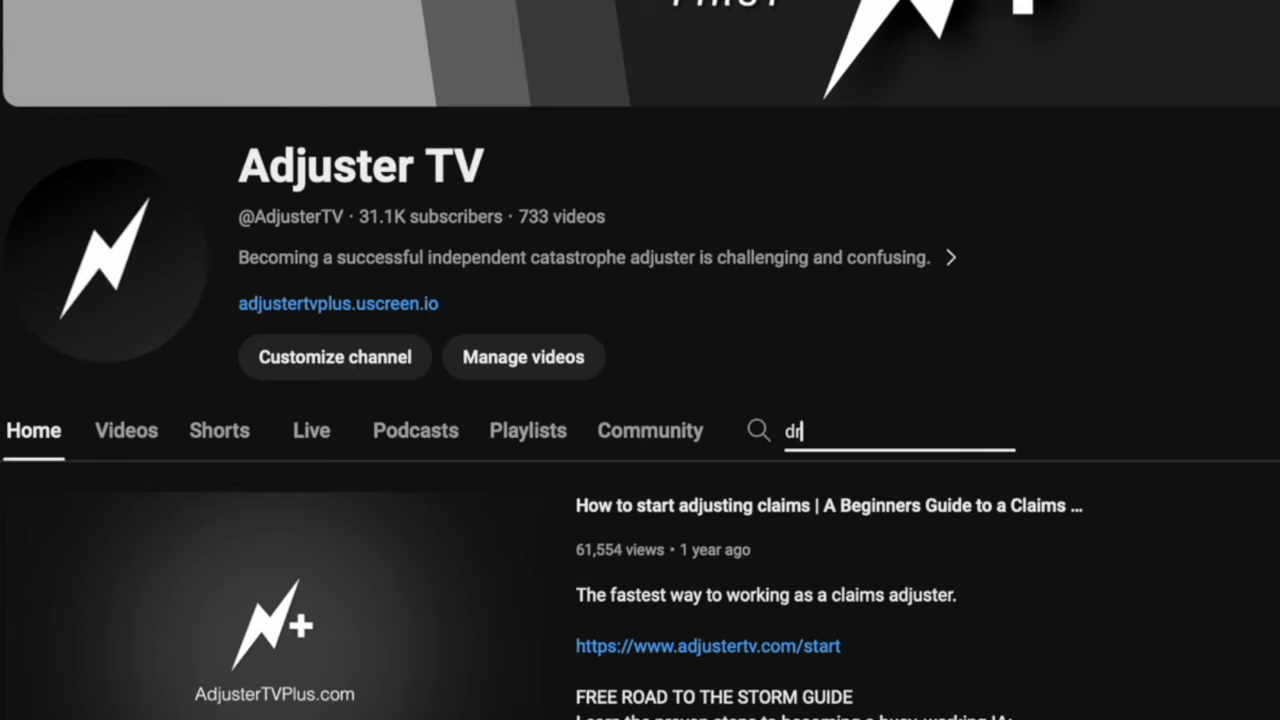 Adjuster TV
@AdjusterTV · 31.1K subscribers · 733 videos
Becoming a successful independent catastrophe adjuster is challenging and confusing.
adjustertvplus.uscreen.io
Customize channel Manage videos
Home Videos Shorts Live Podcasts Playlists Community dr
How to start adjusting claims | A Beginners Guide to a Claims ...
61,554 views • 1 year ago
The fastest way to working as a claims adjuster.
https://www.adjustertv.com/start
AdjusterTVPlus.com
FREE ROAD TO THE STORM GUIDE